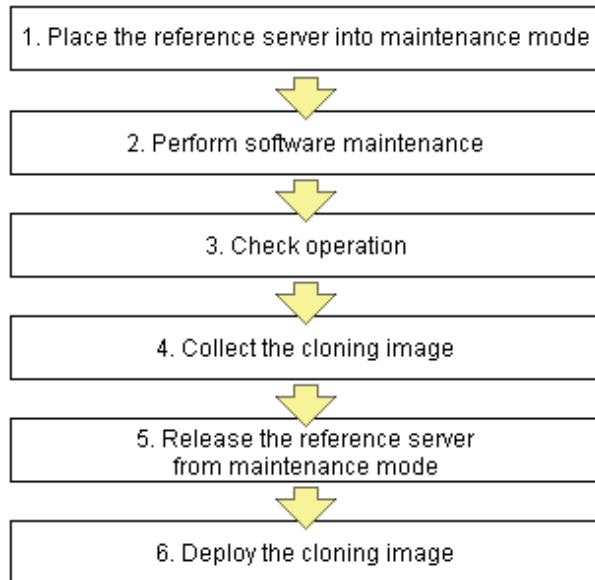 1. Place the reference server into maintenance mode
2. Perform software maintenance
3. Check operation
4. Collect the cloning image
5. Release the reference server
from maintenance mode
6. Deploy the cloning image